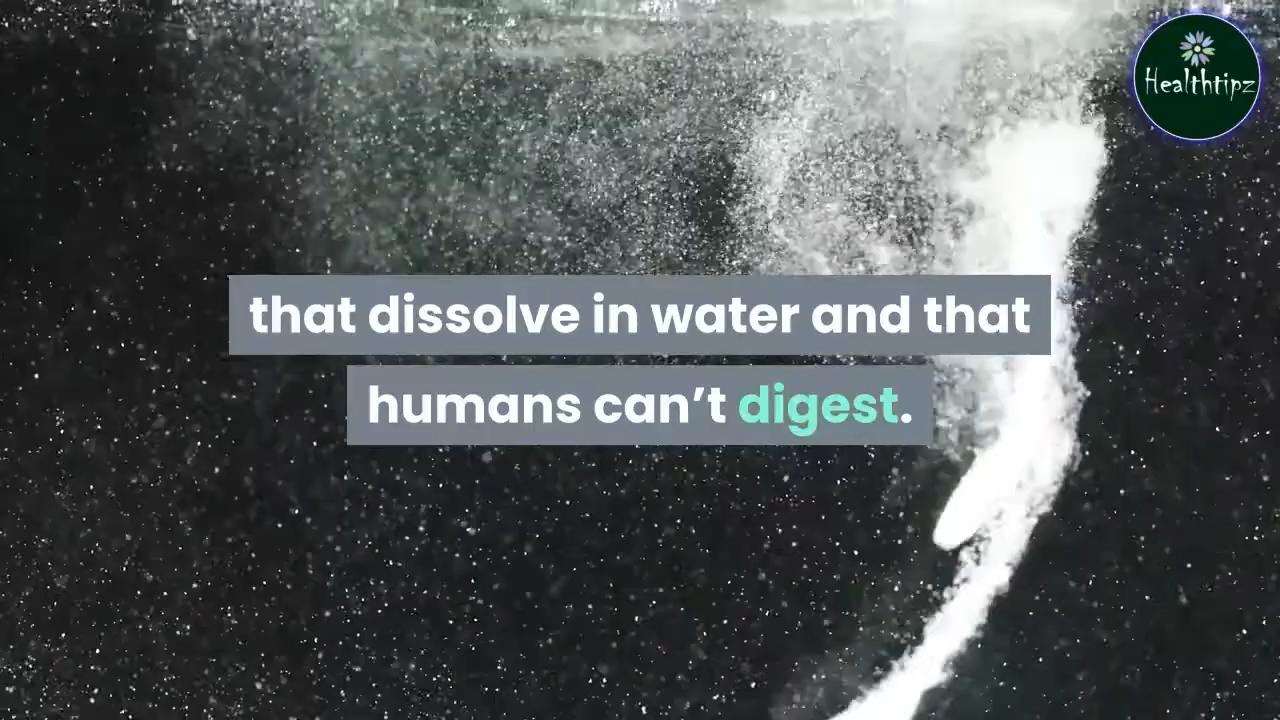 Healthtipz
that dissolve in water and that
humans can’t digest.